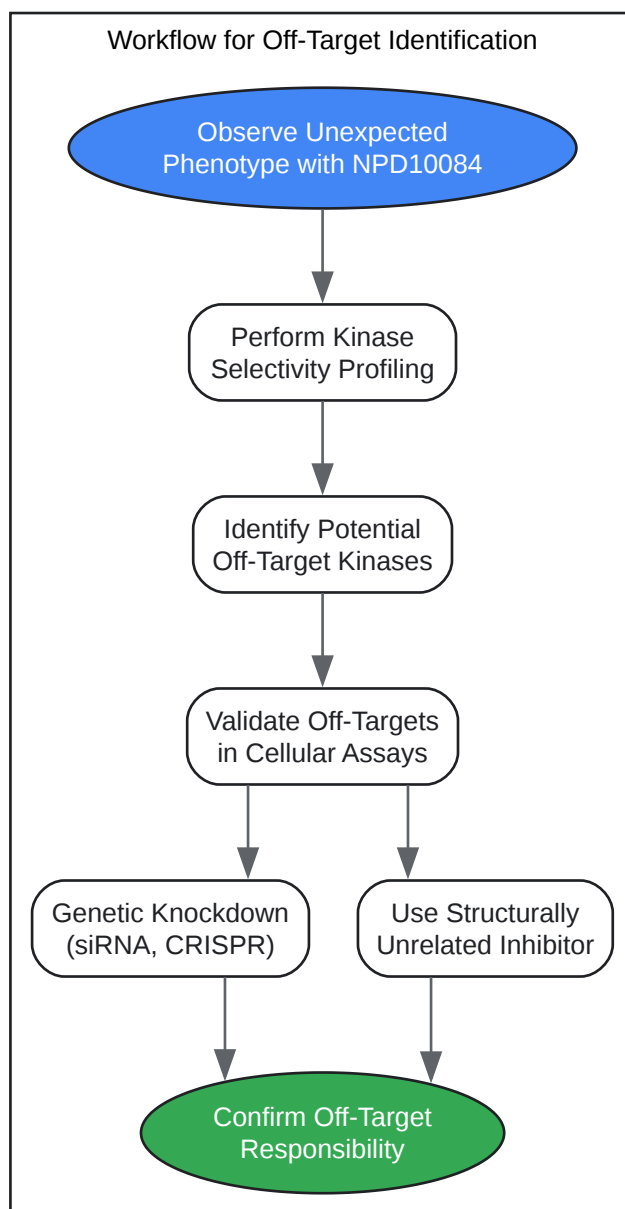 Workflow for Off-Target Identification
Observe Unexpected
Phenotype with NPD10084
Perform Kinase
Selectivity Profiling
Identify Potential
Off-Target Kinases
Validate Off-Targets
in Cellular Assays
Genetic Knockdown
(siRNA, CRISPR)
Use Structurally
Unrelated Inhibitor
Confirm Off-Target
Responsibility